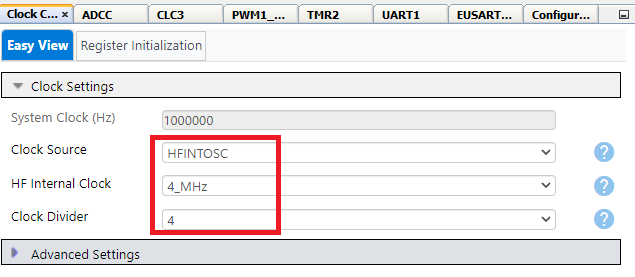 Clock C... × ADCC CLC3 PWM1_... TMR2 UART1 EUSART... Configur...
Easy View Register Initialization
Clock Settings
System Clock (Hz) 1000000
Clock Source HFINTOSC ?
HF Internal Clock 4_MHz ?
Clock Divider 4 ?
Advanced Settings